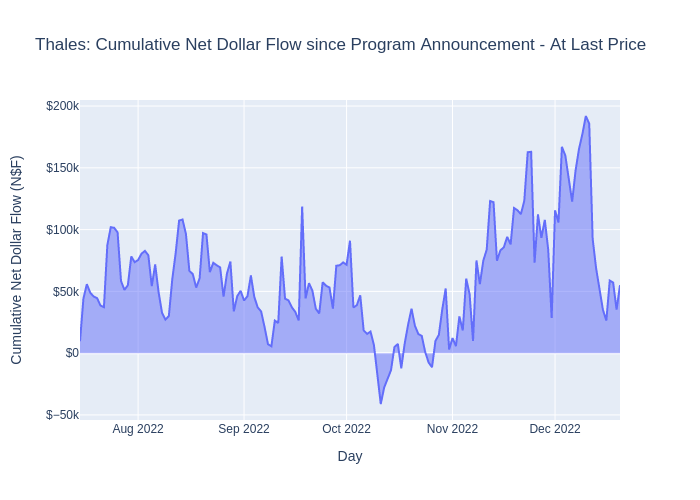 Thales: Cumulative Net Dollar Flow since Program Announcement - At Last Price
Cumulative Net Dollar Flow (N$F)
$200k
$150k
$100k
$50k
$0
$−50k
Aug 2022
Sep 2022
Oct 2022
Nov 2022
Dec 2022
Day